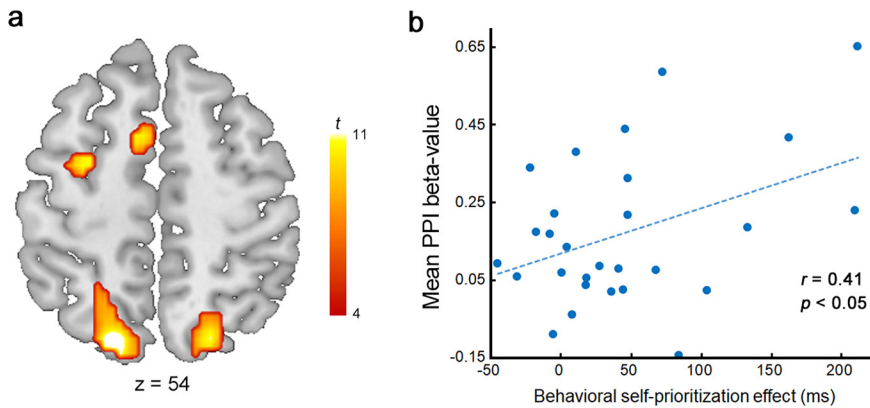 a
t
11
4
z = 54
b
Mean PPI beta-value
0.65
0.45
0.25
0.05
-0.15
-50
0
50
100
150
200
r = 0.41
p < 0.05
Behavioral self-prioritization effect (ms)